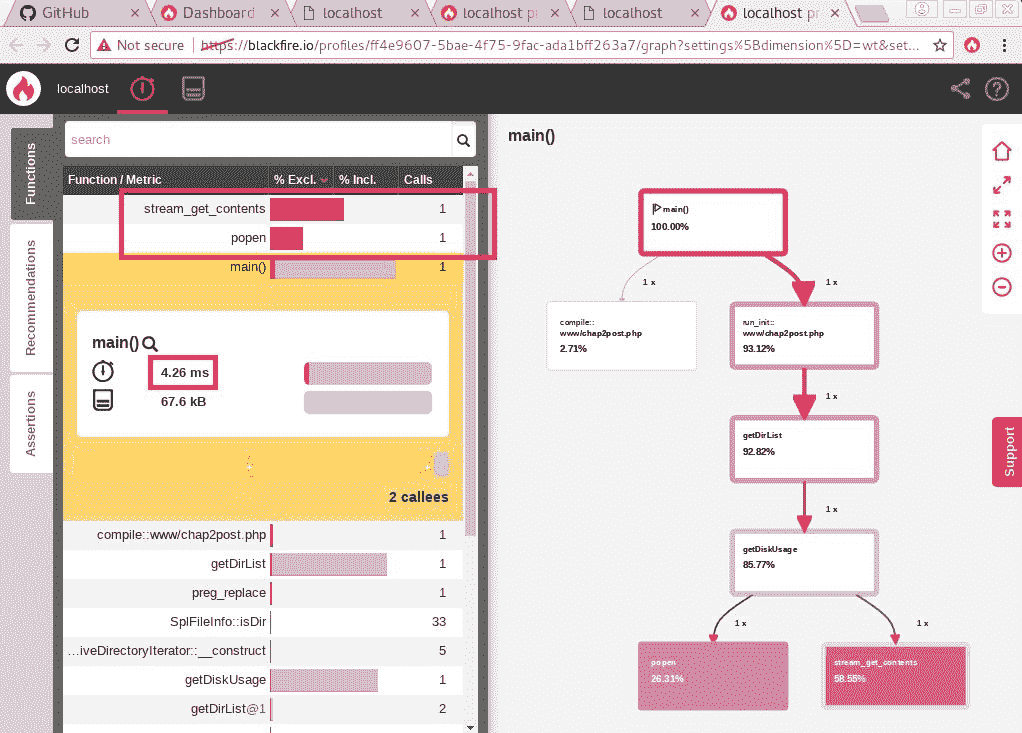 GitHub
Dashboard
localhost
localhost p
localhost
localhost pr
Not secure
https://blackfire.io/profiles/ff4e9607-5bae-4f75-9fac-ada1bff263a7/graph?settings%5Bdimension%5D=wt&set...
localhost
search
Function / Metric % Excl. % Incl. Calls
stream_get_contents 1
popen 1
main() 1
main()
4.26 ms
67.6 kB
2 callees
compile::www/chap2post.php 1
getDirList 1
preg_replace 1
SplFileInfo::isDir 33
...iveDirectoryIterator::__construct 5
getDiskUsage 1
getDirList@1 2
Functions
Recommendations
Assertions
main()
main()
100.00%
1 x
1 x
compile::
www/chap2post.php
2.71%
run_init::
www/chap2post.php
93.12%
1 x
getDirList
92.82%
1 x
getDiskUsage
85.77%
1 x
1 x
popen
26.31%
stream_get_contents
58.55%
Support